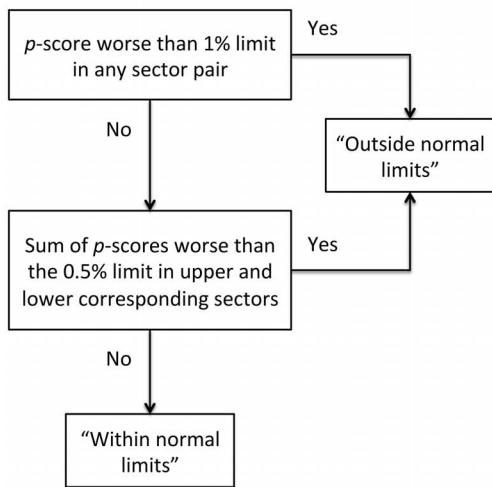 p-score worse than 1% limit
in any sector pair
Yes
No
“Outside normal
limits”
Sum of p-scores worse than
the 0.5% limit in upper and
lower corresponding sectors
Yes
No
“Within normal
limits”